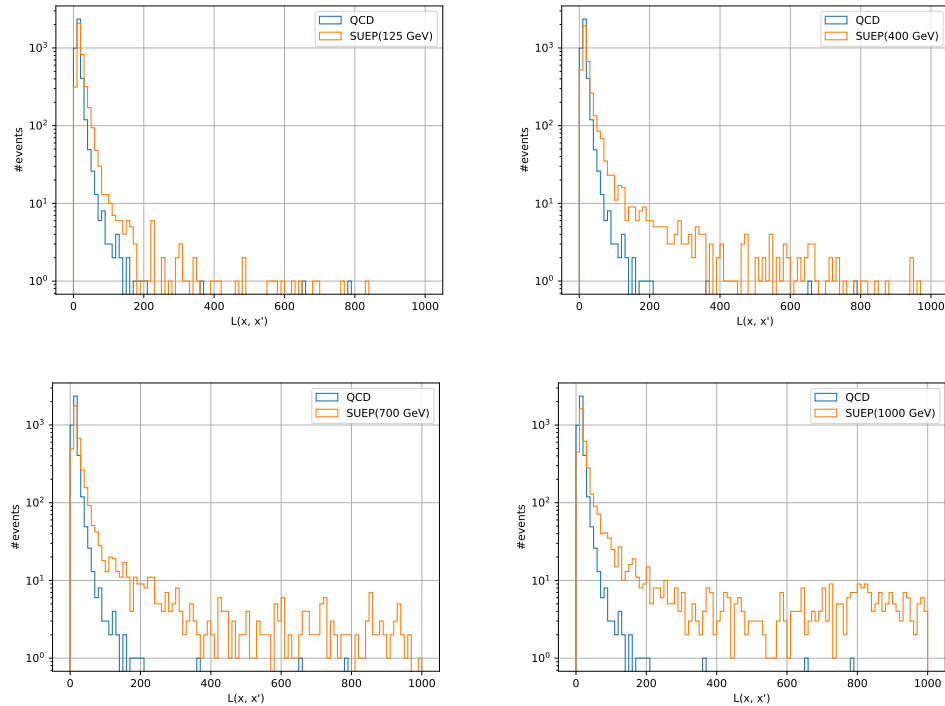 QCD
SUEP(125 GeV)
#events
10³
10²
10¹
10⁰
0 200 400 600 800 1000
L(x, x')
QCD
SUEP(400 GeV)
#events
10³
10²
10¹
10⁰
0 200 400 600 800 1000
L(x, x')
QCD
SUEP(700 GeV)
#events
10³
10²
10¹
10⁰
0 200 400 600 800 1000
L(x, x')
QCD
SUEP(1000 GeV)
#events
10³
10²
10¹
10⁰
0 200 400 600 800 1000
L(x, x')